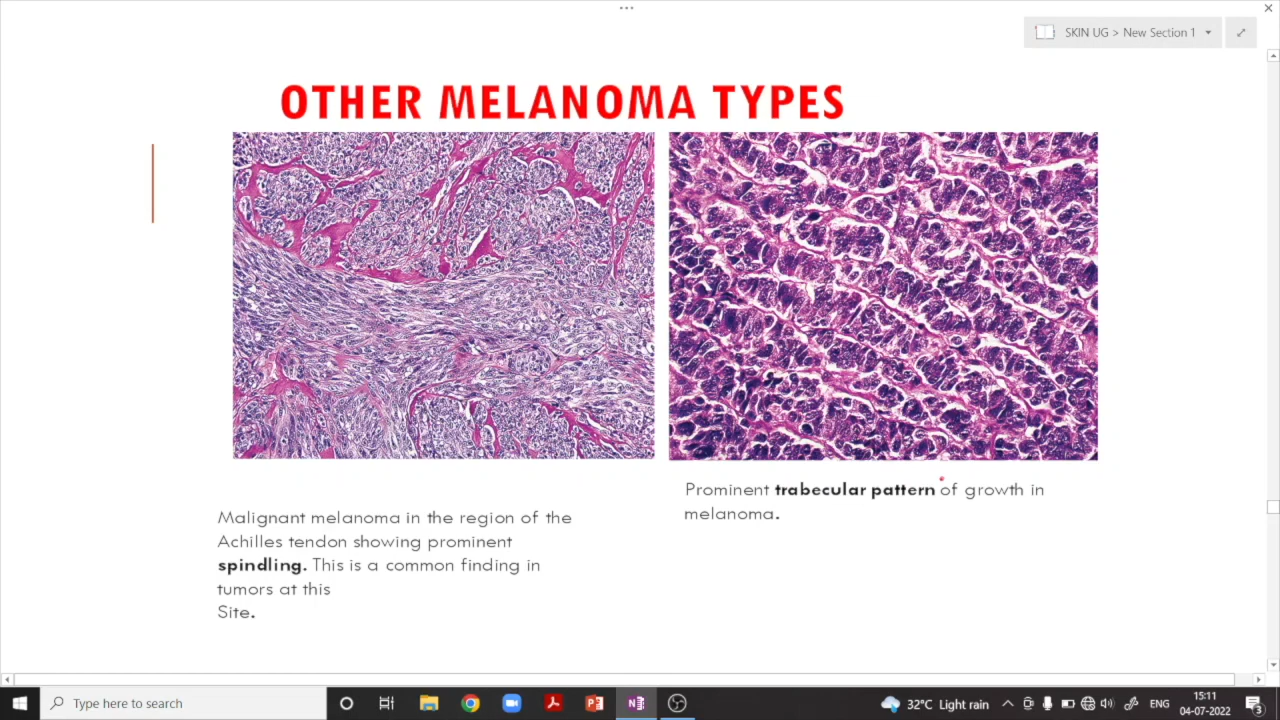 SKIN UG > New Section 1
OTHER MELANOMA TYPES
Malignant melanoma in the region of the
Achilles tendon showing prominent
spindling. This is a common finding in
tumors at this
Site.
Prominent trabecular pattern of growth in
melanoma.
Type here to search
32°C Light rain
ENG
15:11
04-07-2022
3